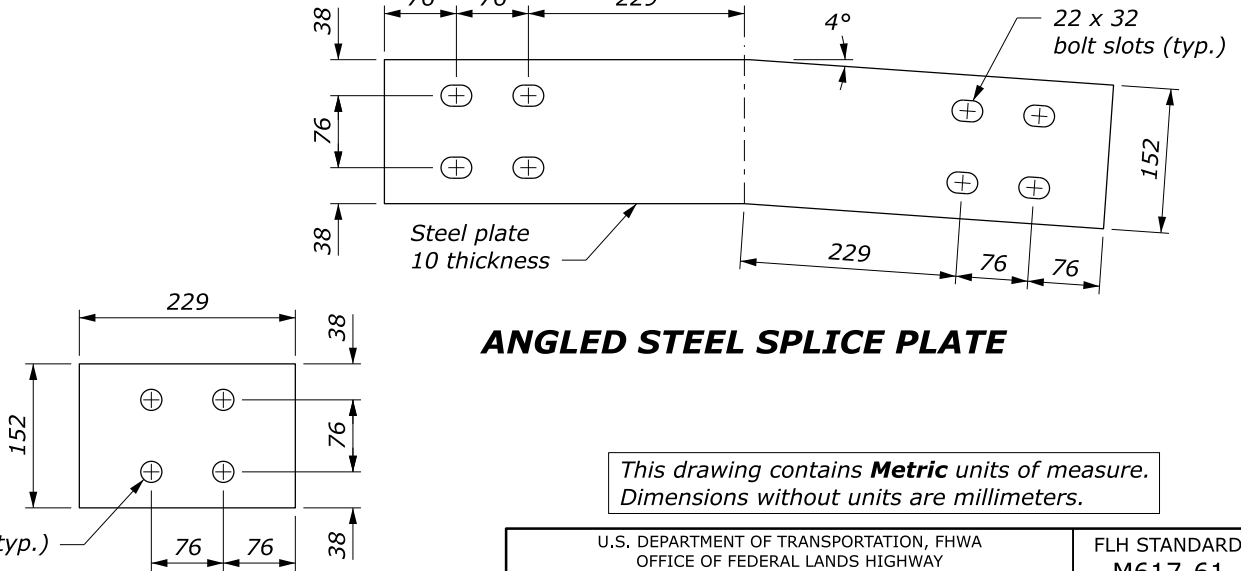 76
76
229
38
4°
22 x 32
bolt slots (typ.)
76
152
38
Steel plate
10 thickness
229
76
76
ANGLED STEEL SPLICE PLATE
229
38
152
76
typ.)
76
76
38
This drawing contains Metric units of measure.
Dimensions without units are millimeters.
U.S. DEPARTMENT OF TRANSPORTATION, FHWA
OFFICE OF FEDERAL LANDS HIGHWAY
FLH STANDARD
M617-61